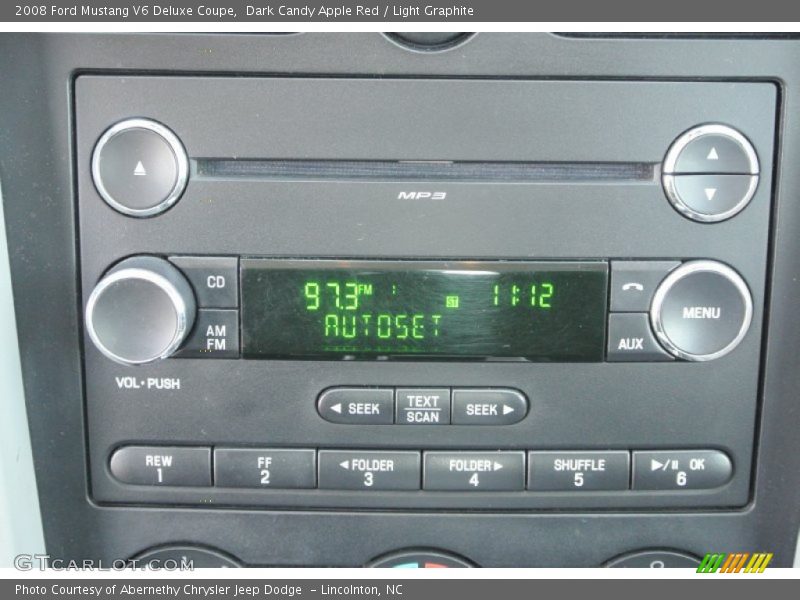 2008 Ford Mustang V6 Deluxe Coupe,  Dark Candy Apple Red / Light Graphite
MP3
CD
97.3 FM 1 ST 11:12
AUTOSET
MENU
AM
FM
AUX
VOL • PUSH
◄ SEEK
TEXT
SCAN
SEEK ►
REW
1
FF
2
◄ FOLDER
3
FOLDER ►
4
SHUFFLE
5
►/II OK
6
GTCARLOT.COM
Photo Courtesy of Abernethy Chrysler Jeep Dodge  – Lincolnton, NC